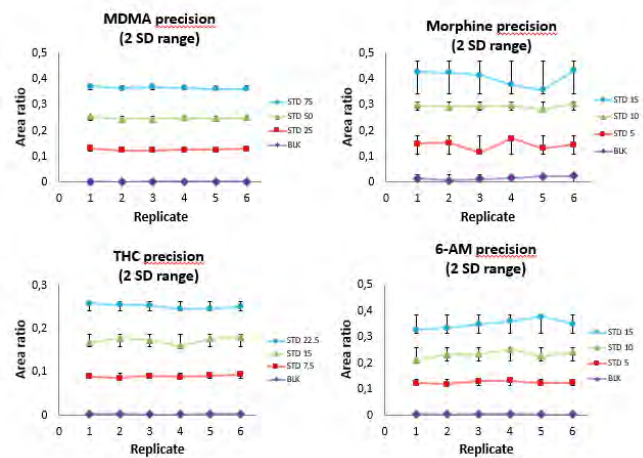 MDMA precision
(2 SD range)
0,5
0,4
0,3
0,2
0,1
0
Area ratio
0 1 2 3 4 5 6
Replicate
STD 75
STD 50
STD 25
BLK
Morphine precision
(2 SD range)
0,5
0,4
0,3
0,2
0,1
0
Area ratio
0 1 2 3 4 5 6
Replicate
STD 15
STD 10
STD 5
BLK
THC precision
(2 SD range)
0,3
0,2
0,1
0
Area ratio
0 1 2 3 4 5 6
Replicate
STD 22.5
STD 15
STD 7,5
BLK
6-AM precision
(2 SD range)
0,5
0,4
0,3
0,2
0,1
0
Area ratio
0 1 2 3 4 5 6
Replicate
STD 15
STD 10
STD 5
BLK